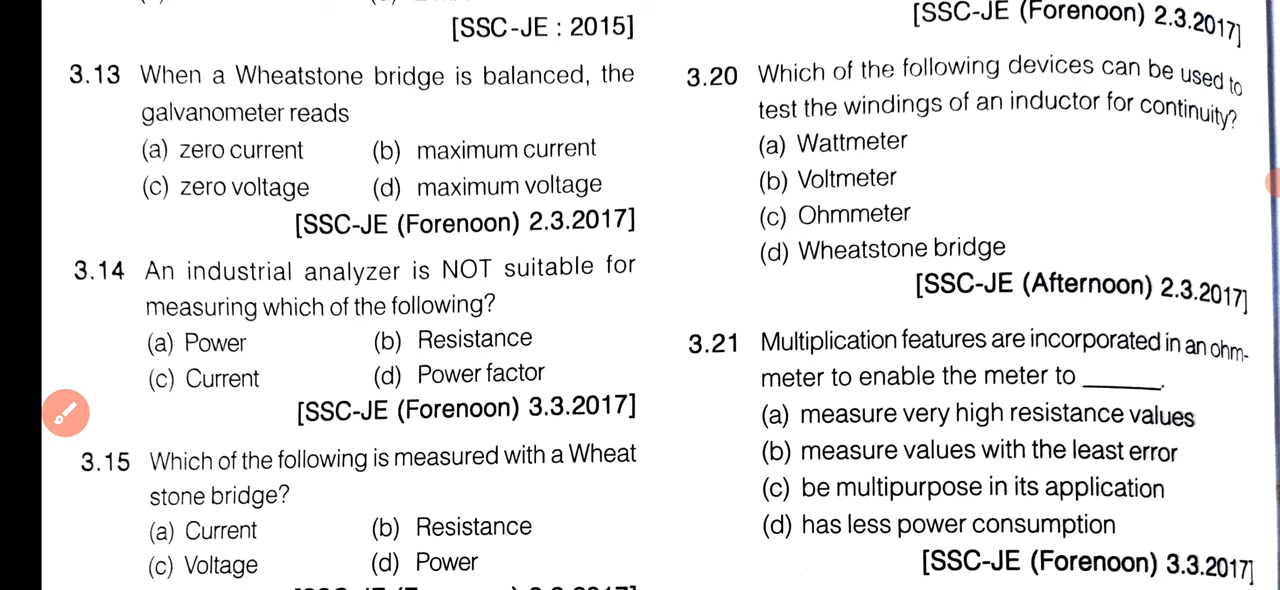 [SSC-JE : 2015]
3.13 When a Wheatstone bridge is balanced, the
galvanometer reads
(a) zero current (b) maximum current
(c) zero voltage (d) maximum voltage
[SSC-JE (Forenoon) 2.3.2017]
3.14 An industrial analyzer is NOT suitable for
measuring which of the following?
(a) Power (b) Resistance
(c) Current (d) Power factor
[SSC-JE (Forenoon) 3.3.2017]
3.15 Which of the following is measured with a Wheat
stone bridge?
(a) Current (b) Resistance
(c) Voltage (d) Power
[SSC-JE (Forenoon) 2.3.2017]
3.20 Which of the following devices can be used to
test the windings of an inductor for continuity?
(a) Wattmeter
(b) Voltmeter
(c) Ohmmeter
(d) Wheatstone bridge
[SSC-JE (Afternoon) 2.3.2017]
3.21 Multiplication features are incorporated in an ohm-
meter to enable the meter to ______.
(a) measure very high resistance values
(b) measure values with the least error
(c) be multipurpose in its application
(d) has less power consumption
[SSC-JE (Forenoon) 3.3.2017]